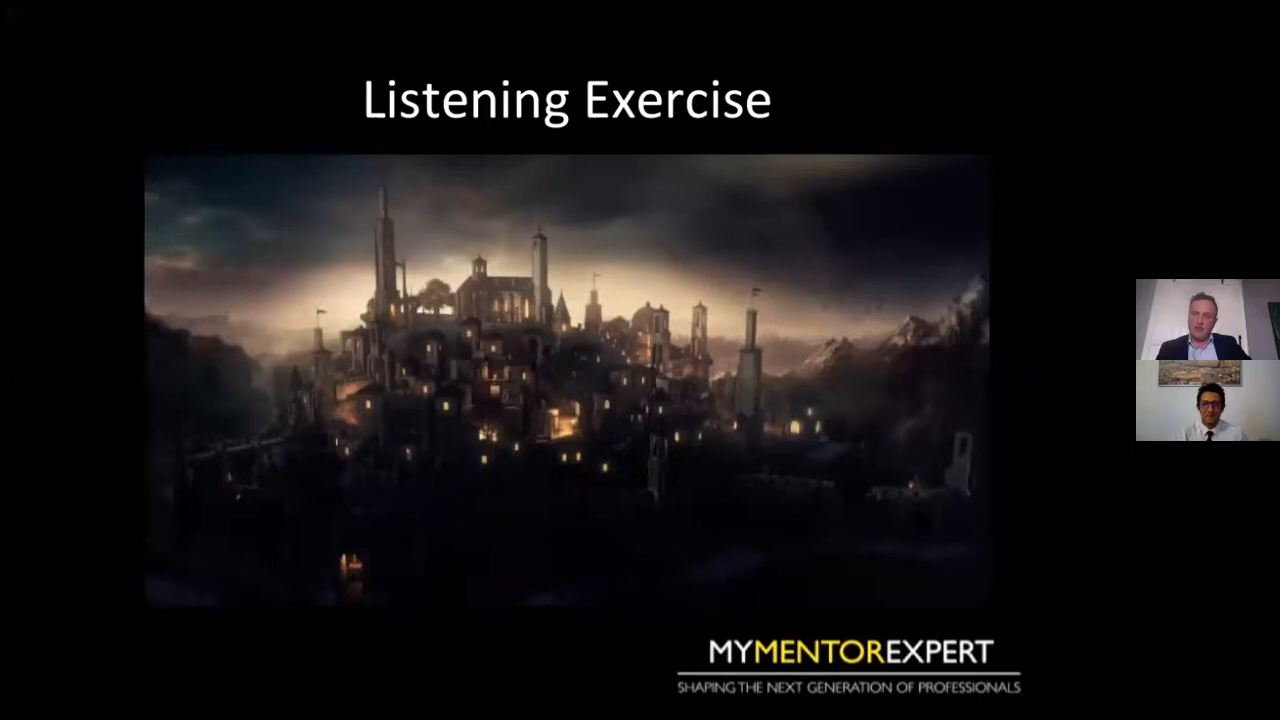 Listening Exercise
MYMENTOREXPERT
SHAPING THE NEXT GENERATION OF PROFESSIONALS